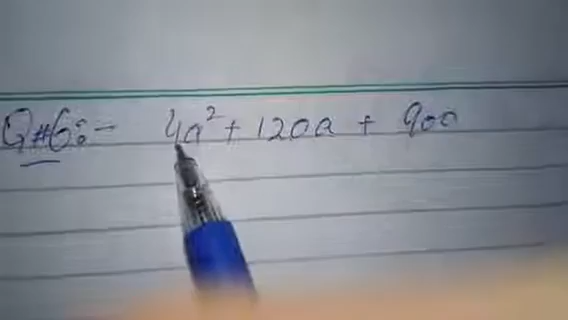 Q#6:- 4a² + 120a + 900